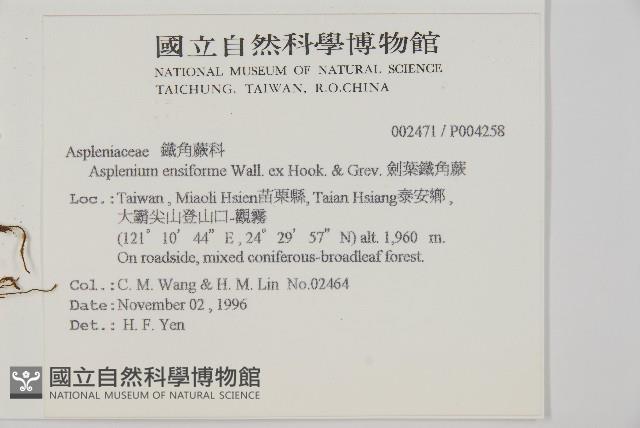 國立自然科學博物館
NATIONAL MUSEUM OF NATURAL SCIENCE
TAICHUNG, TAIWAN, R.O.CHINA
002471 / P004258
Aspleniaceae 鐵角蕨科
Asplenium ensiforme Wall. ex Hook. & Grev. 劍葉鐵角蕨
Loc.:Taiwan , Miaoli Hsien苗栗縣, Taian Hsiang泰安鄉 ,
大霸尖山登山口-觀霧
(121° 10' 44" E , 24° 29' 57" N) alt. 1,960 m.
On roadside, mixed coniferous-broadleaf forest.
Col.:C. M. Wang & H. M. Lin No.02464
Date:November 02 , 1996
Det.: H. F. Yen
國立自然科學博物館
NATIONAL MUSEUM OF NATURAL SCIENCE